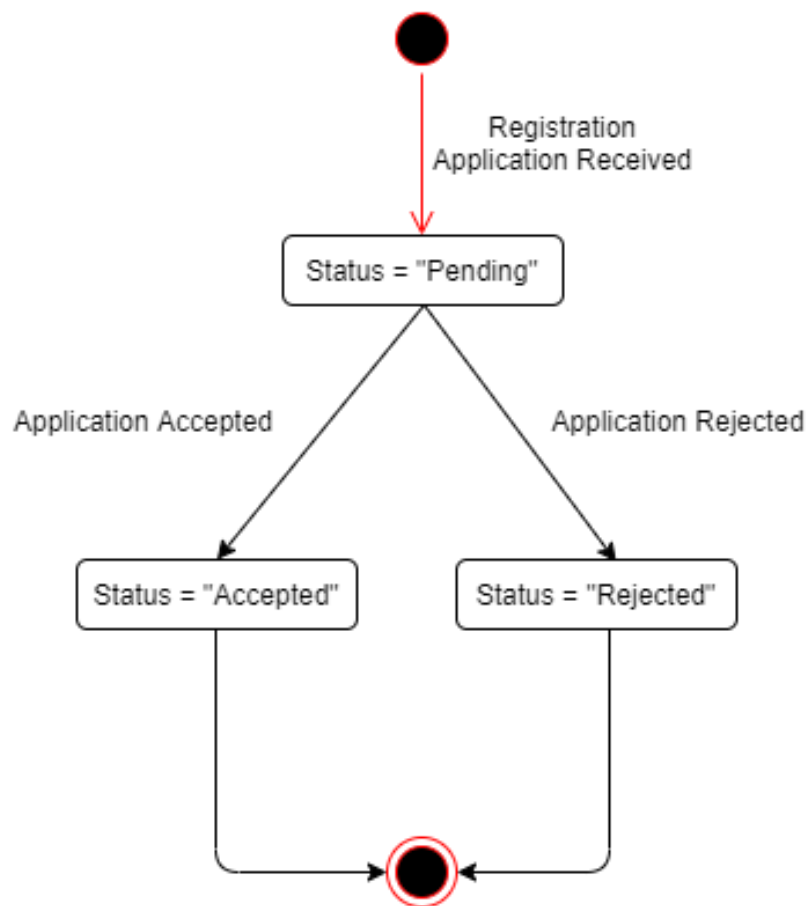 Registration
Application Received
Status = "Pending"
Application Accepted
Application Rejected
Status = "Accepted"
Status = "Rejected"